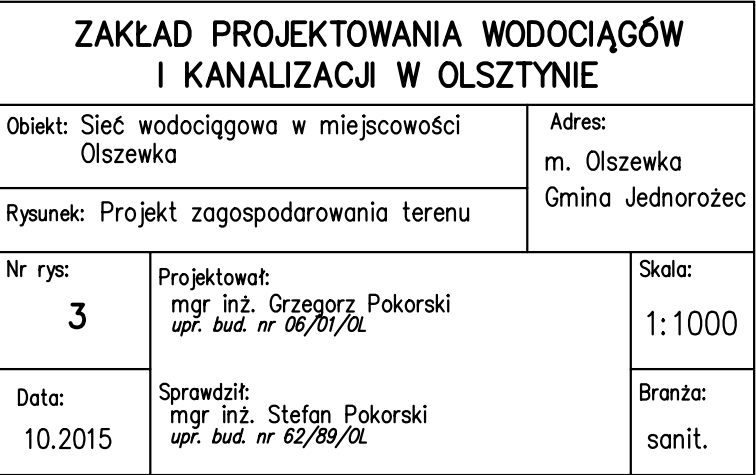 ZAKŁAD PROJEKTOWANIA WODOCIĄGÓW
I KANALIZACJI W OLSZTYNIE
Obiekt: Sieć wodociągowa w miejscowości
Olszewka
Adres:
m. Olszewka
Gmina Jednorożec
Rysunek: Projekt zagospodarowania terenu
Nr rys:
3
Projektował:
mgr inż. Grzegorz Pokorski
upr. bud. nr 06/01/OL
Skala:
1:1000
Data:
10.2015
Sprawdził:
mgr inż. Stefan Pokorski
upr. bud. nr 62/89/OL
Branża:
sanit.